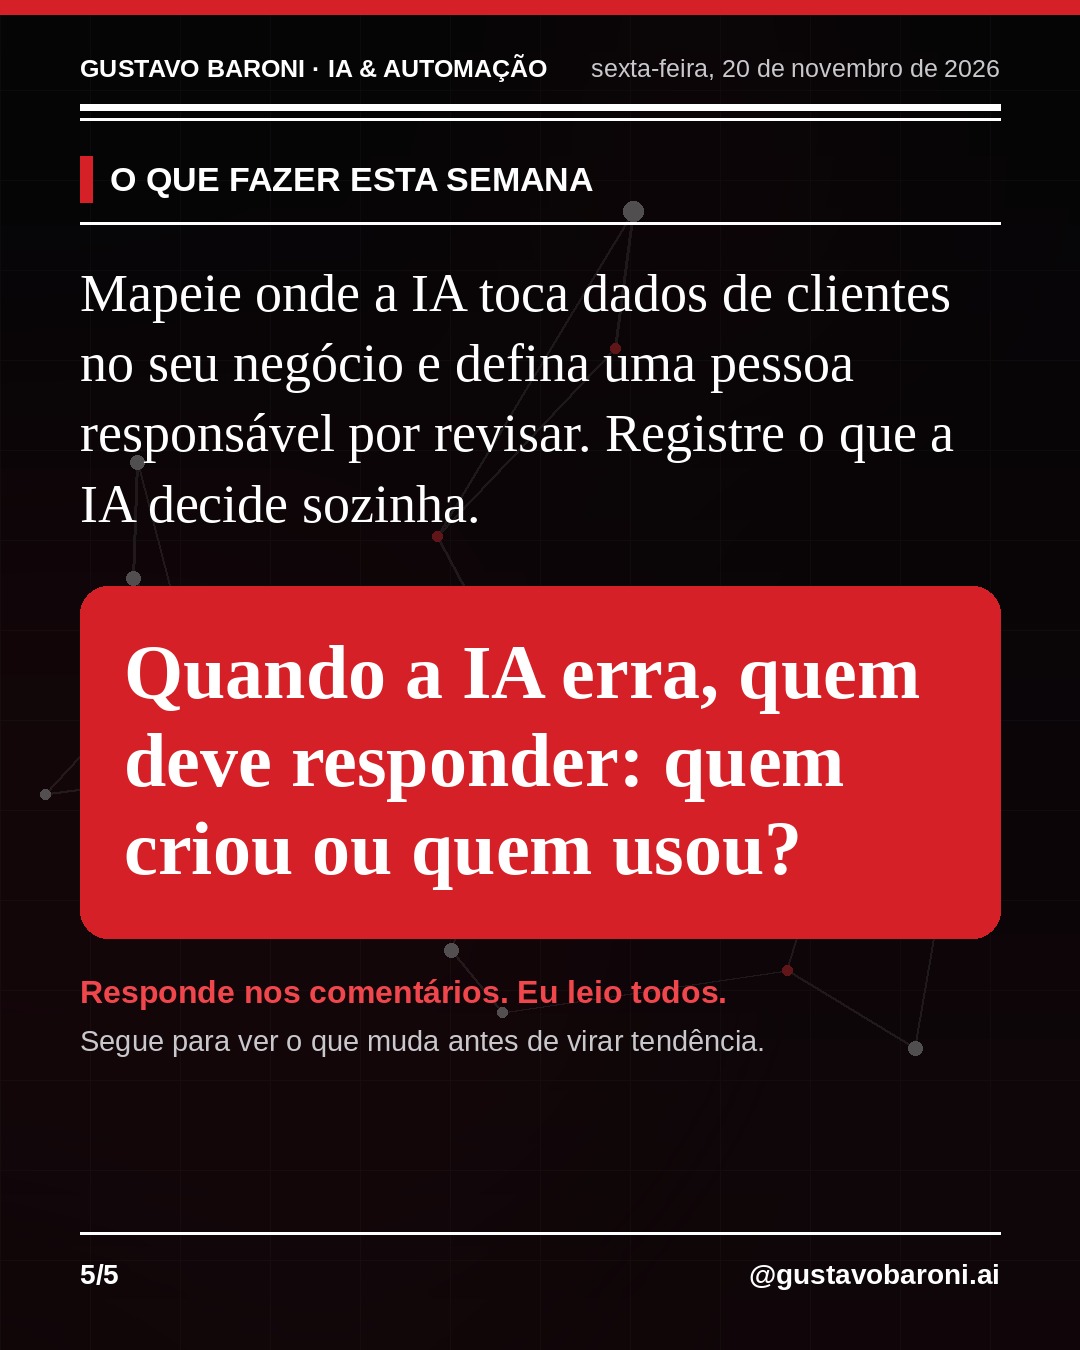 GUSTAVO BARONI · IA & AUTOMAÇÃO sexta-feira, 20 de novembro de 2026
O QUE FAZER ESTA SEMANA
Mapeie onde a IA toca dados de clientes
no seu negócio e defina uma pessoa
responsável por revisar. Registre o que a
IA decide sozinha.
Quando a IA erra, quem
deve responder: quem
criou ou quem usou?
Responde nos comentários. Eu leio todos.
Segue para ver o que muda antes de virar tendência.
5/5 @gustavobaroni.ai